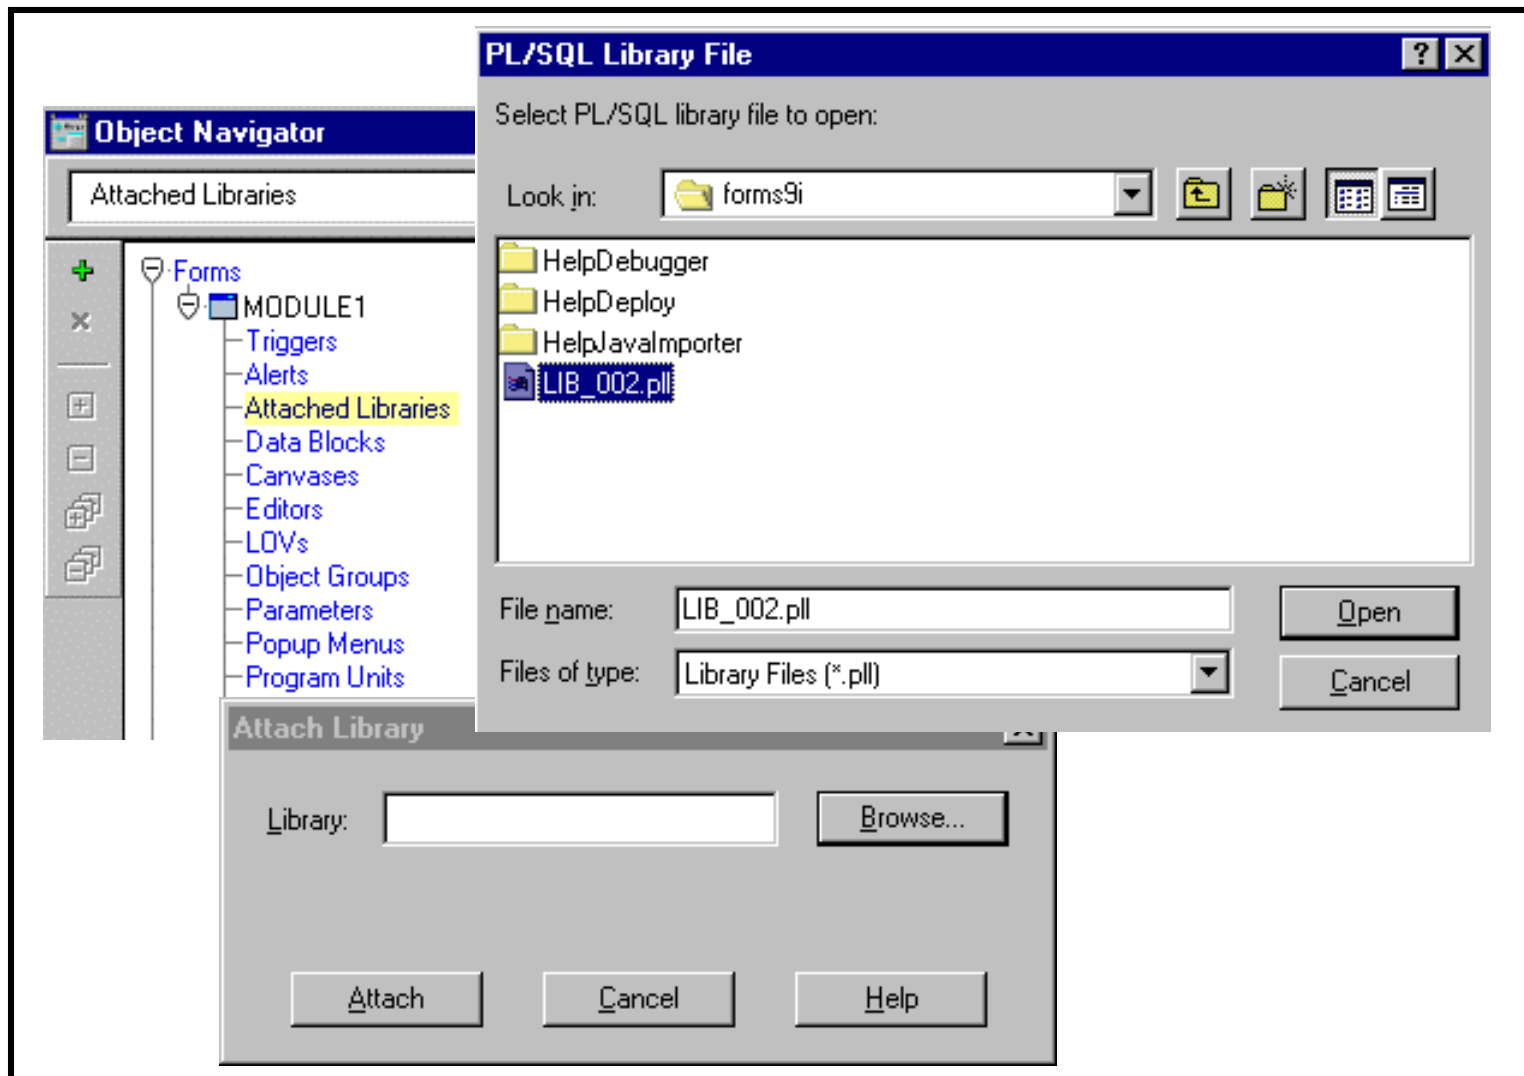 PL/SQL Library File
Select PL/SQL library file to open:
Look in: forms9i
HelpDebugger
HelpDeploy
HelpJavaImporter
LIB_002.pll
File name: LIB_002.pll Open
Files of type: Library Files (*.pll) Cancel
Object Navigator
Attached Libraries
Forms
MODULE1
Triggers
Alerts
Attached Libraries
Data Blocks
Canvases
Editors
LOVs
Object Groups
Parameters
Popup Menus
Program Units
Attach Library
Library: Browse...
Attach Cancel Help